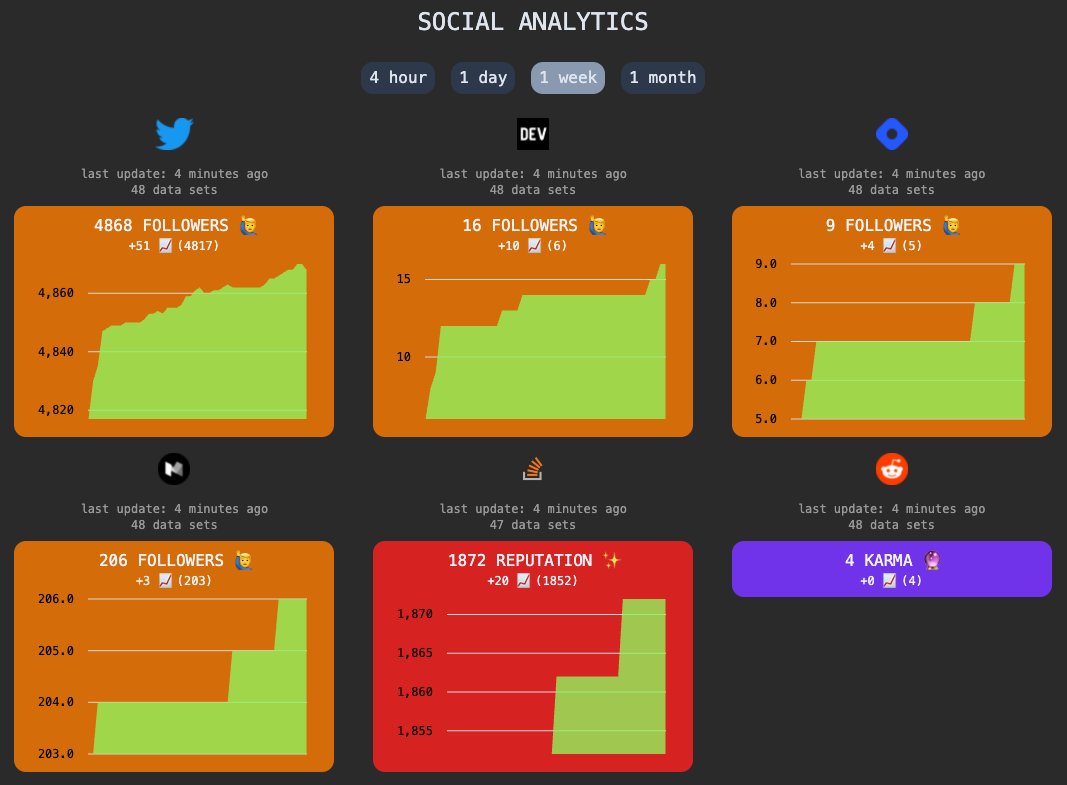 SOCIAL ANALYTICS
4 hour 1 day 1 week 1 month
DEV
last update: 4 minutes ago
48 data sets
4868 FOLLOWERS 🙋‍♂️
+51 📈 (4817)
4,860
4,840
4,820
last update: 4 minutes ago
48 data sets
16 FOLLOWERS 🙋‍♂️
+10 📈 (6)
15
10
last update: 4 minutes ago
48 data sets
9 FOLLOWERS 🙋‍♂️
+4 📈 (5)
9.0
8.0
7.0
6.0
5.0
last update: 4 minutes ago
48 data sets
206 FOLLOWERS 🙋‍♂️
+3 📈 (203)
206.0
205.0
204.0
203.0
last update: 4 minutes ago
47 data sets
1872 REPUTATION ✨
+20 📈 (1852)
1,870
1,865
1,860
1,855
last update: 4 minutes ago
48 data sets
4 KARMA 🔮
+0 📈 (4)